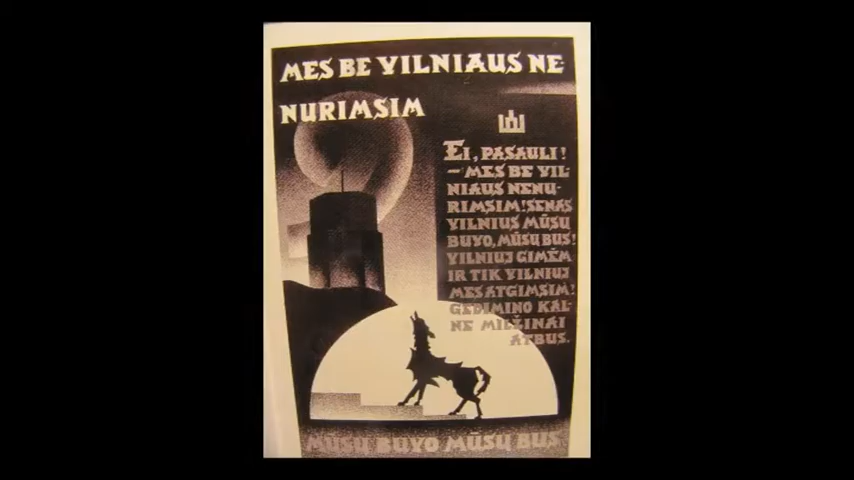 MES BE VILNIAUS NE-
NURIMSIM
EI, PASAULI!
– MES BE VIL-
NIAUS NENU-
RIMSIM! SENAS
VILNIUS MŪSŲ
BUVO, MŪSŲ BUS!
VILNIUJ GIMĖM
IR TIK VILNIUJ
MES ATGIMSIM!
GEDIMINO KAL-
NE MILŽINAI
ATBUS.
MŪSŲ BUVO MŪSŲ BUS